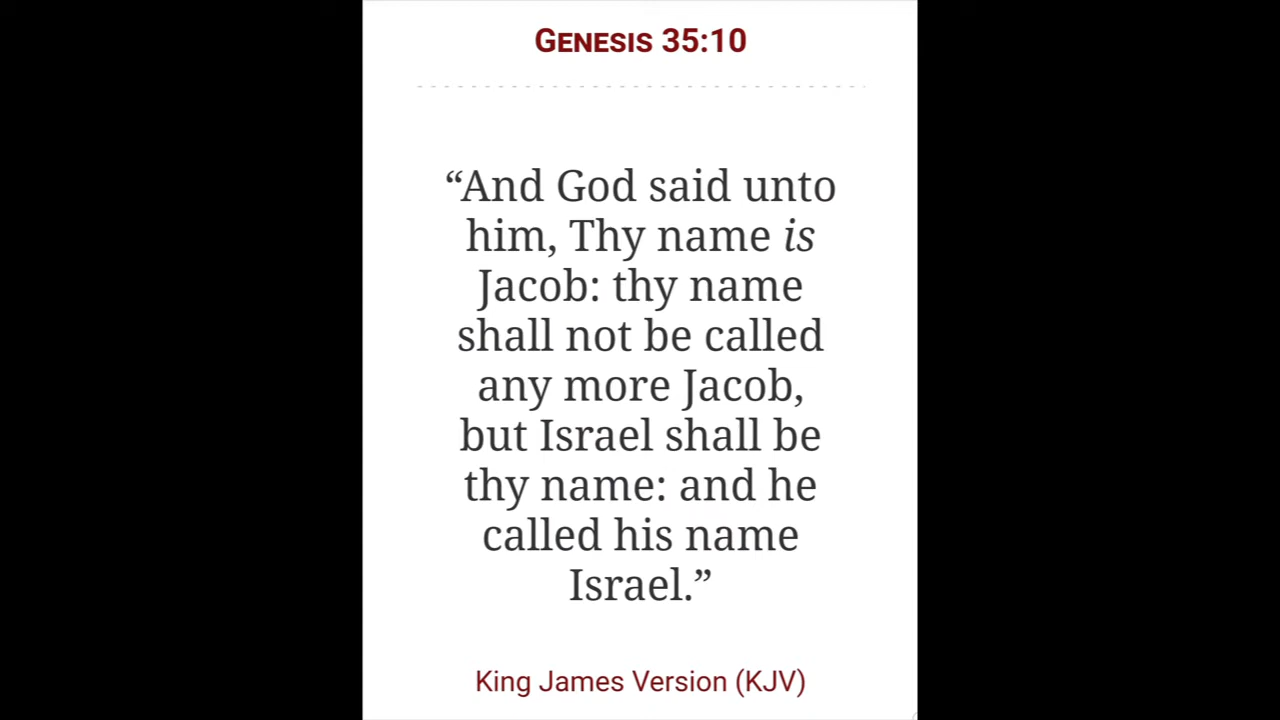 Genesis 35:10
“And God said unto
him, Thy name is
Jacob: thy name
shall not be called
any more Jacob,
but Israel shall be
thy name: and he
called his name
Israel.”
King James Version (KJV)